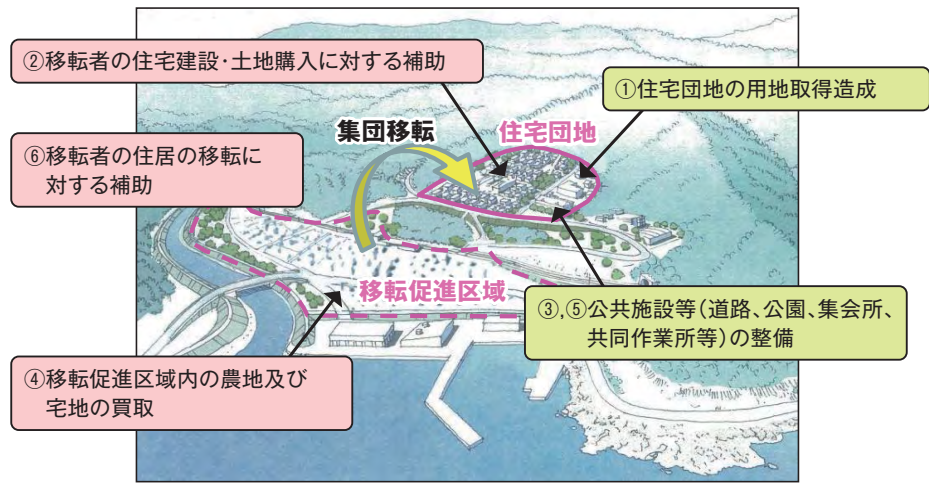 ②移転者の住宅建設・土地購入に対する補助
①住宅団地の用地取得造成
集団移転
住宅団地
⑥移転者の住居の移転に
対する補助
移転促進区域
③,⑤公共施設等(道路、公園、集会所、
共同作業所等)の整備
④移転促進区域内の農地及び
宅地の買取